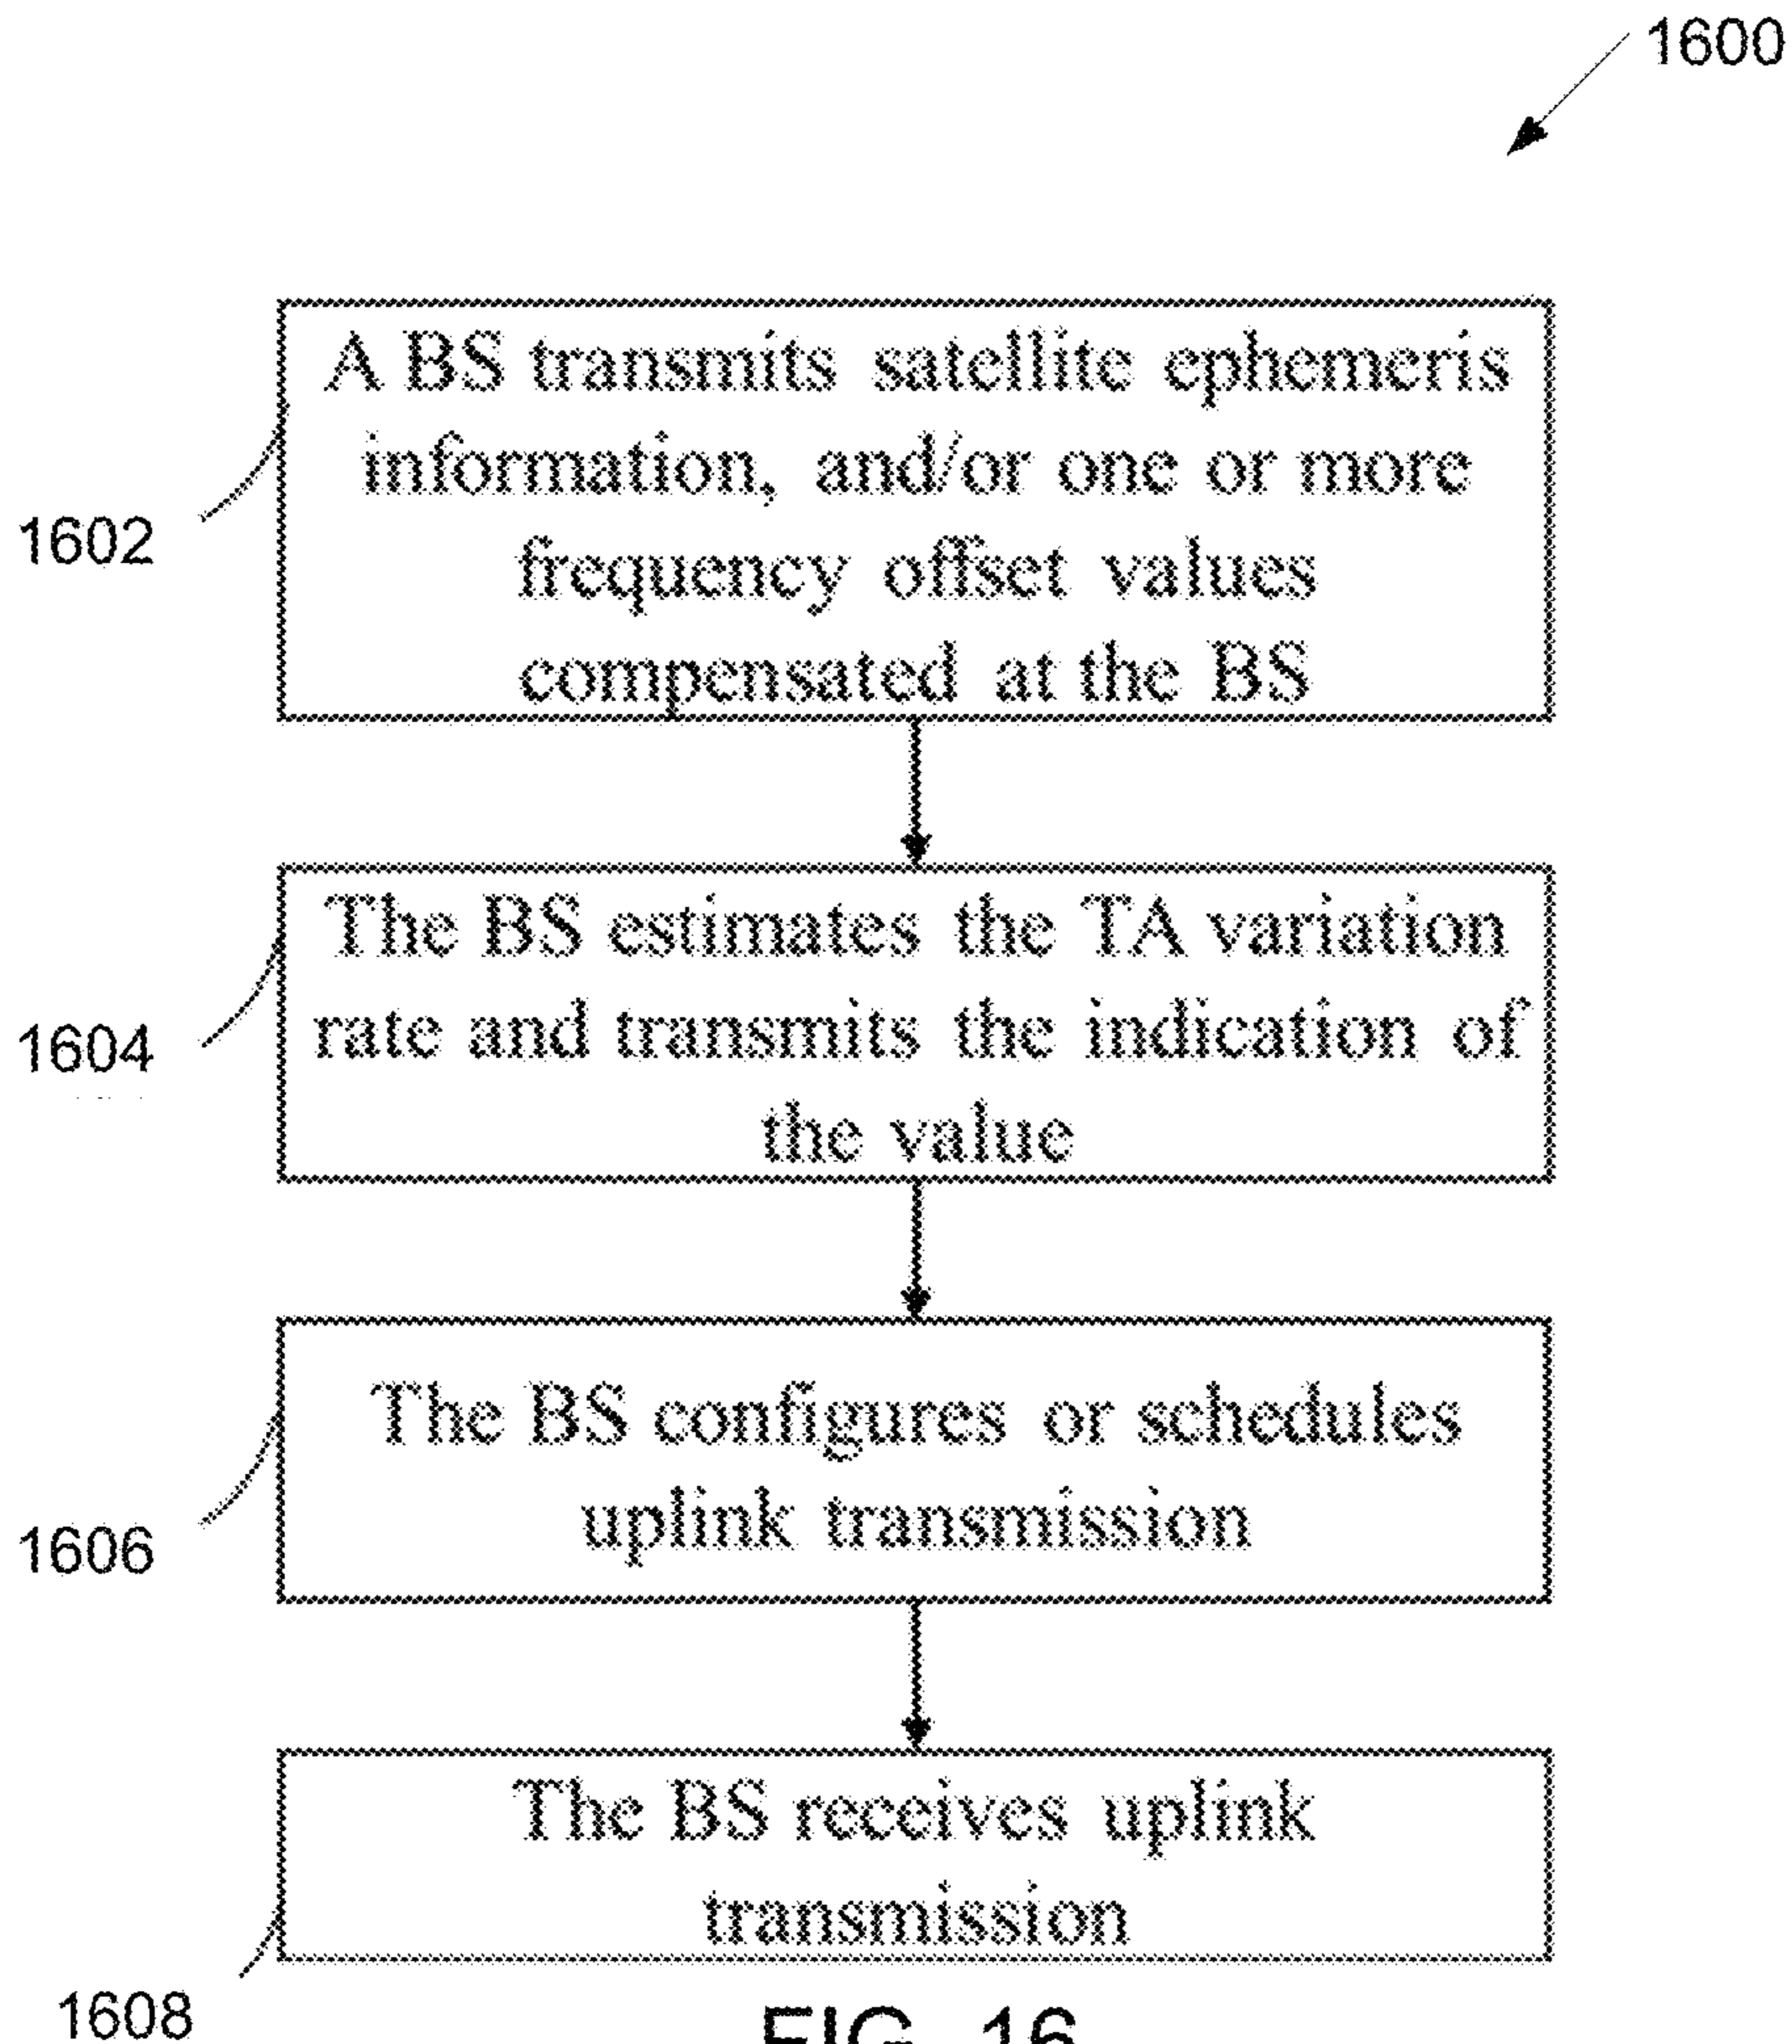 1600
A BS transmits satellite ephemeris
information, and/or one or more
frequency offset values
compensated at the BS
1602
The BS estimates the TA variation
rate and transmits the indication of
the value
1604
The BS configures or schedules
uplink transmission
1606
The BS receives uplink
transmission
1608
FIG. 16